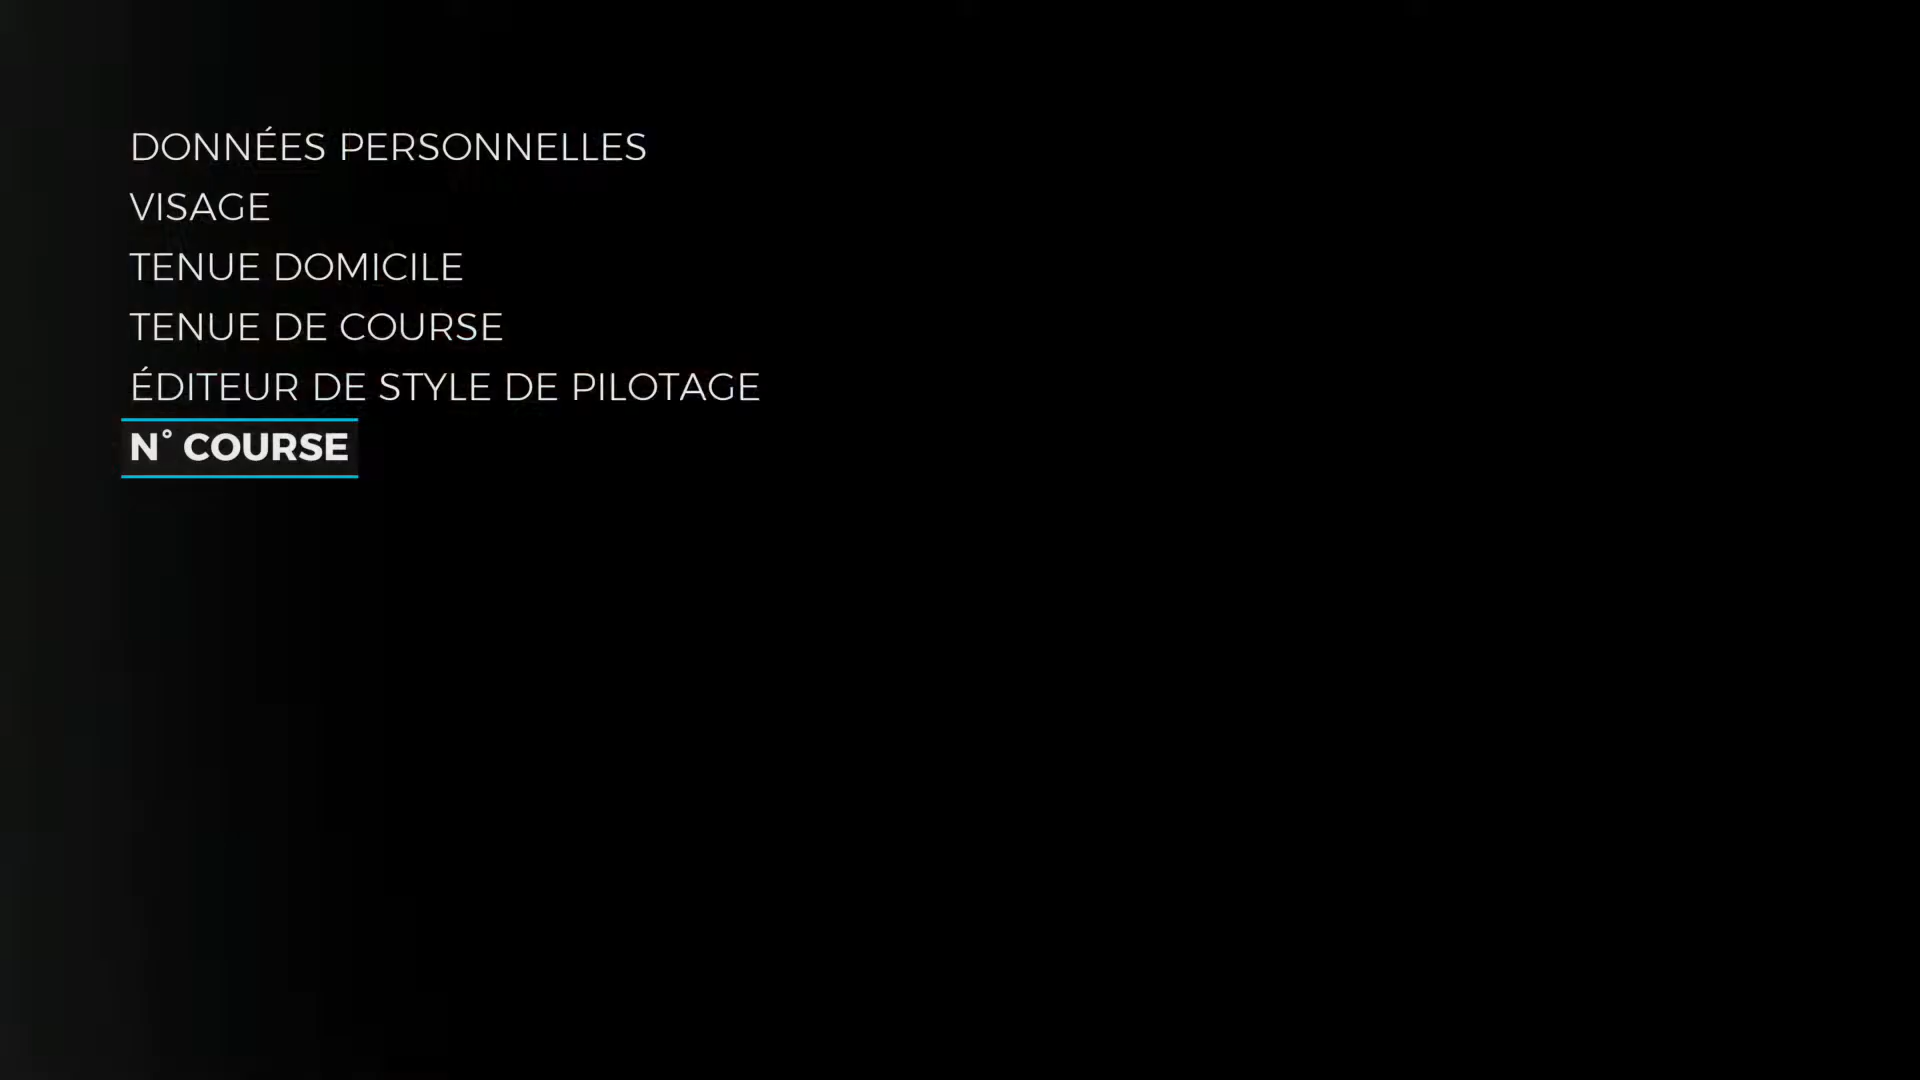 DONNÉES PERSONNELLES
VISAGE
TENUE DOMICILE
TENUE DE COURSE
ÉDITEUR DE STYLE DE PILOTAGE
N° COURSE